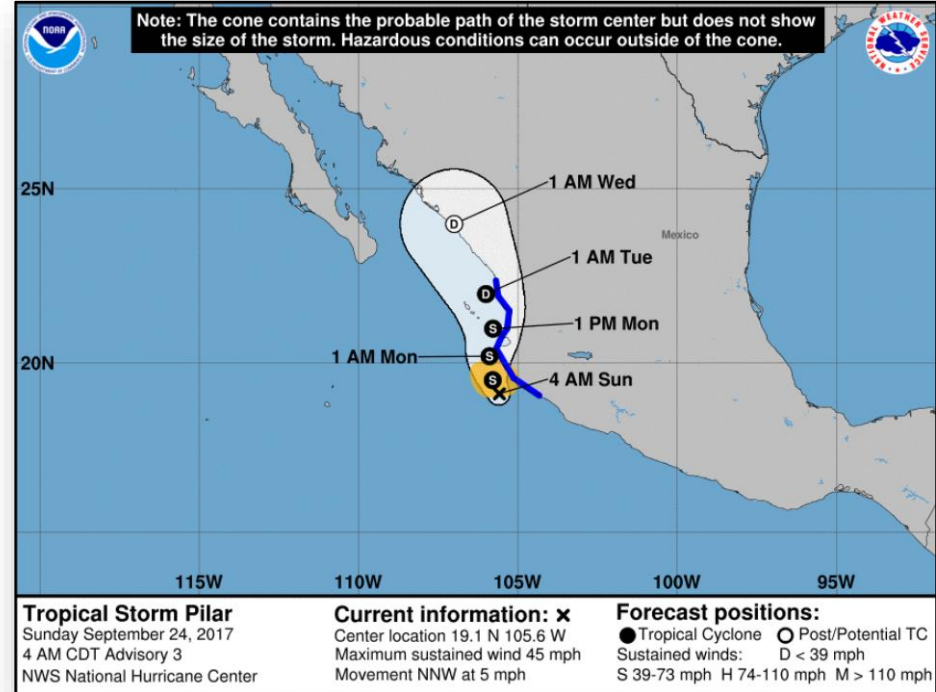 Note: The cone contains the probable path of the storm center but does not show
the size of the storm. Hazardous conditions can occur outside of the cone.
NOAA
NATIONAL WEATHER SERVICE
25N
1 AM Wed
D
Mexico
1 AM Tue
D
1 PM Mon
S
1 AM Mon
S
20N
4 AM Sun
S
115W 110W 105W 100W 95W
Tropical Storm Pilar
Sunday September 24, 2017
4 AM CDT Advisory 3
NWS National Hurricane Center
Current information: ×
Center location 19.1 N 105.6 W
Maximum sustained wind 45 mph
Movement NNW at 5 mph
Forecast positions:
● Tropical Cyclone ○ Post/Potential TC
Sustained winds: D < 39 mph
S 39-73 mph H 74-110 mph M > 110 mph